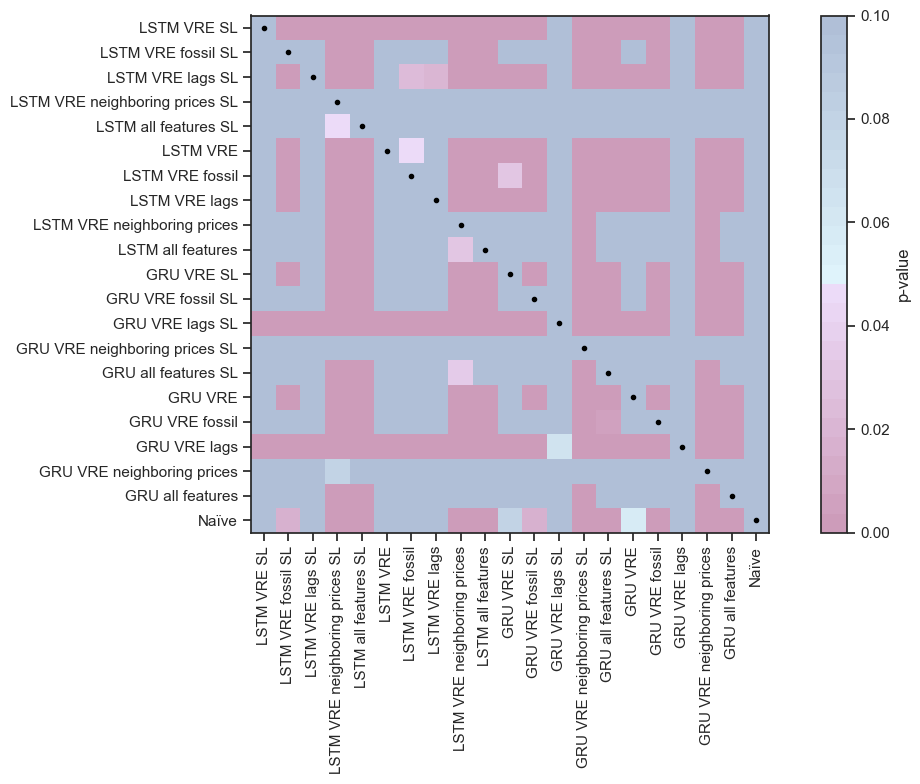 LSTM VRE SL
LSTM VRE fossil SL
LSTM VRE lags SL
LSTM VRE neighboring prices SL
LSTM all features SL
LSTM VRE
LSTM VRE fossil
LSTM VRE lags
LSTM VRE neighboring prices
LSTM all features
GRU VRE SL
GRU VRE fossil SL
GRU VRE lags SL
GRU VRE neighboring prices SL
GRU all features SL
GRU VRE
GRU VRE fossil
GRU VRE lags
GRU VRE neighboring prices
GRU all features
Naïve
LSTM VRE SL
LSTM VRE fossil SL
LSTM VRE lags SL
LSTM VRE neighboring prices SL
LSTM all features SL
LSTM VRE
LSTM VRE fossil
LSTM VRE lags
LSTM VRE neighboring prices
LSTM all features
GRU VRE SL
GRU VRE fossil SL
GRU VRE lags SL
GRU VRE neighboring prices SL
GRU all features SL
GRU VRE
GRU VRE fossil
GRU VRE lags
GRU VRE neighboring prices
GRU all features
Naïve
0.10
0.08
0.06
0.04
0.02
0.00
p-value